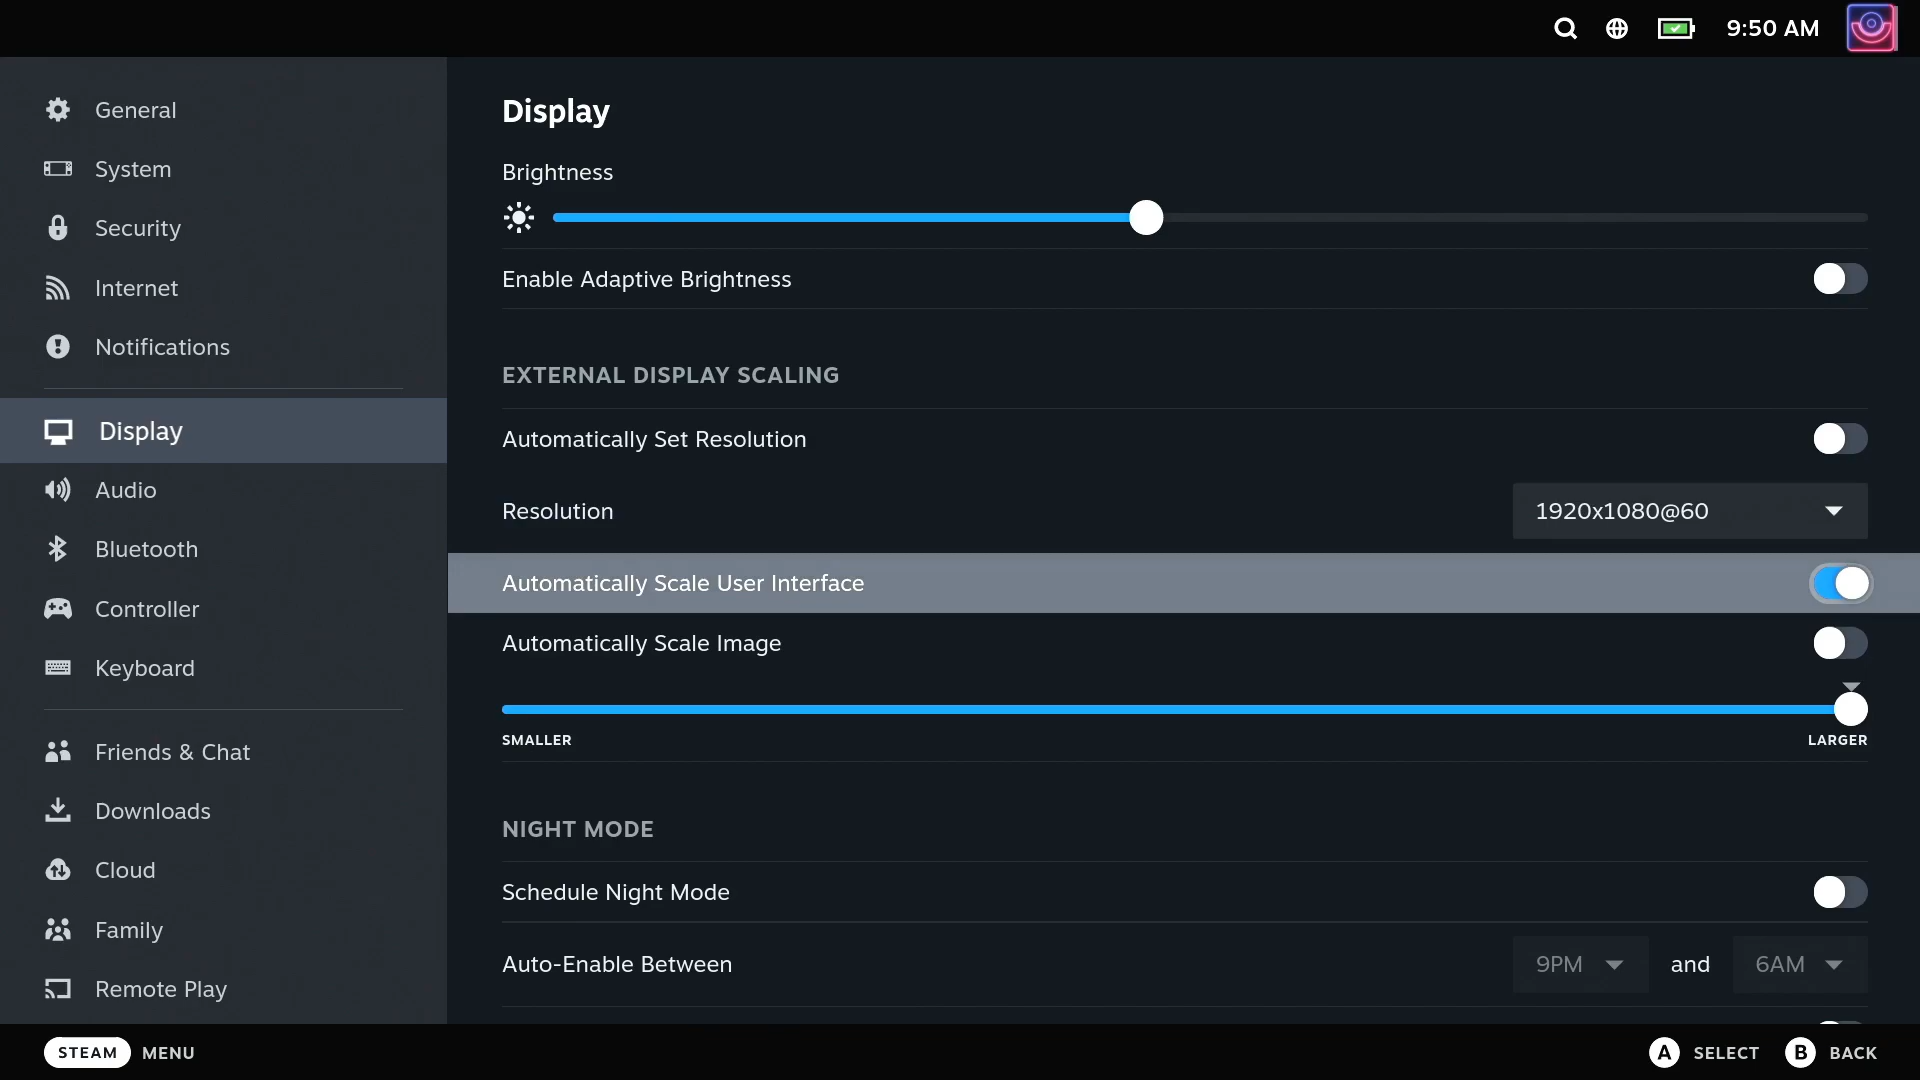 9:50 AM
General
System
Security
Internet
Notifications
Display
Audio
Bluetooth
Controller
Keyboard
Friends & Chat
Downloads
Cloud
Family
Remote Play
Display
Brightness
Enable Adaptive Brightness
EXTERNAL DISPLAY SCALING
Automatically Set Resolution
Resolution 1920x1080@60
Automatically Scale User Interface
Automatically Scale Image
SMALLER LARGER
NIGHT MODE
Schedule Night Mode
Auto-Enable Between 9PM and 6AM
STEAM MENU A SELECT B BACK